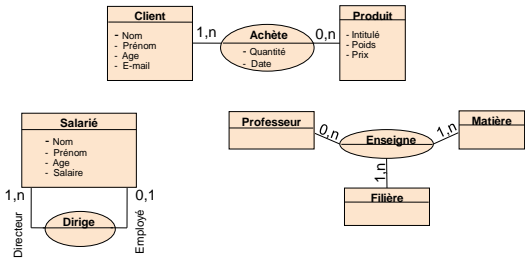 Client
- Nom
- Prénom
- Age
- E-mail
1,n
Achète
- Quantité
- Date
0,n
Produit
- Intitulé
- Poids
- Prix
Salarié
- Nom
- Prénom
- Age
- Salaire
1,n
0,1
Directeur
Dirige
Employé
Professeur
0,n
Enseigne
1,n
Matière
1,n
Filière